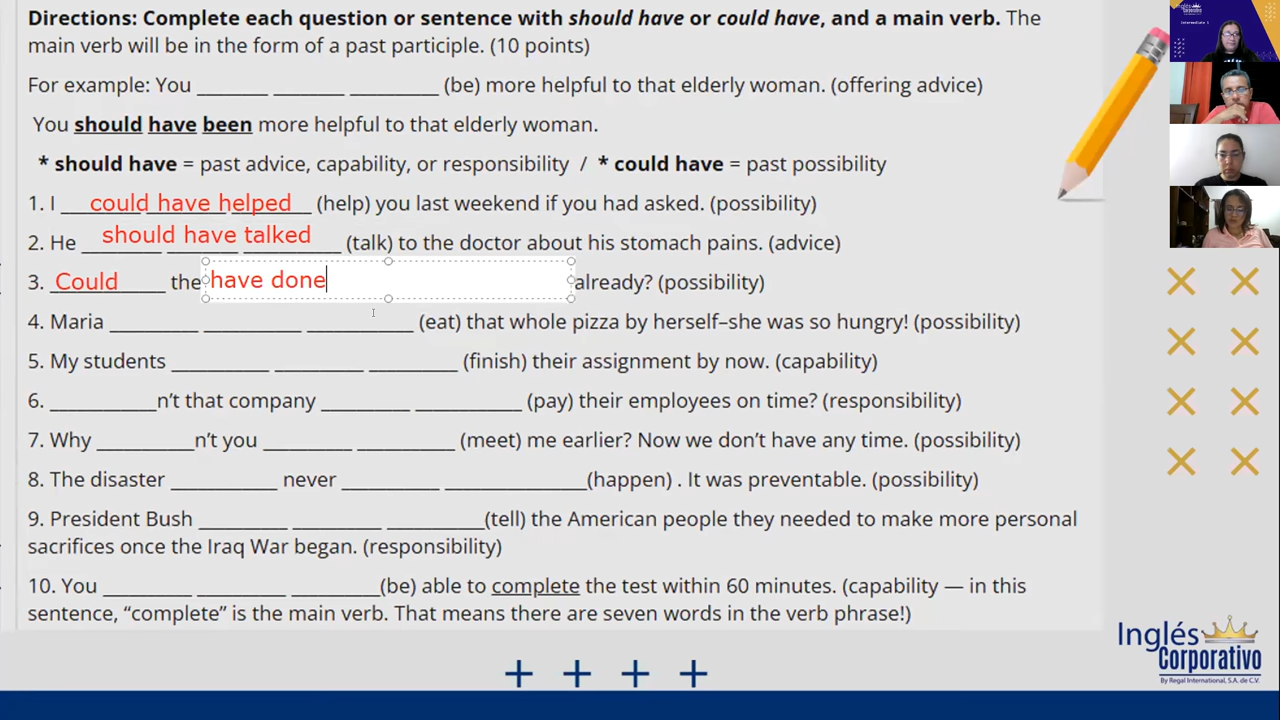 Directions: Complete each question or sentence with should have or could have, and a main verb. The
main verb will be in the form of a past participle. (10 points)
For example: You ________ ________ _________ (be) more helpful to that elderly woman. (offering advice)
You should have been more helpful to that elderly woman.
* should have = past advice, capability, or responsibility / * could have = past possibility
1. I could have helped (help) you last weekend if you had asked. (possibility)
2. He should have talked (talk) to the doctor about his stomach pains. (advice)
3. Could the have done already? (possibility)
4. Maria _________ __________ ___________ (eat) that whole pizza by herself–she was so hungry! (possibility)
5. My students __________ _________ _________ (finish) their assignment by now. (capability)
6. ___________n’t that company _________ ___________ (pay) their employees on time? (responsibility)
7. Why __________n’t you _________ __________ (meet) me earlier? Now we don’t have any time. (possibility)
8. The disaster ___________ never __________ ______________(happen) . It was preventable. (possibility)
9. President Bush _________ _________ __________(tell) the American people they needed to make more personal
sacrifices once the Iraq War began. (responsibility)
10. You __________ _________ _________(be) able to complete the test within 60 minutes. (capability — in this
sentence, “complete” is the main verb. That means there are seven words in the verb phrase!)
Inglés
Corporativo
By Regal International, S.A. de C.V.
Inglés
Corporativo
Intermediate 1